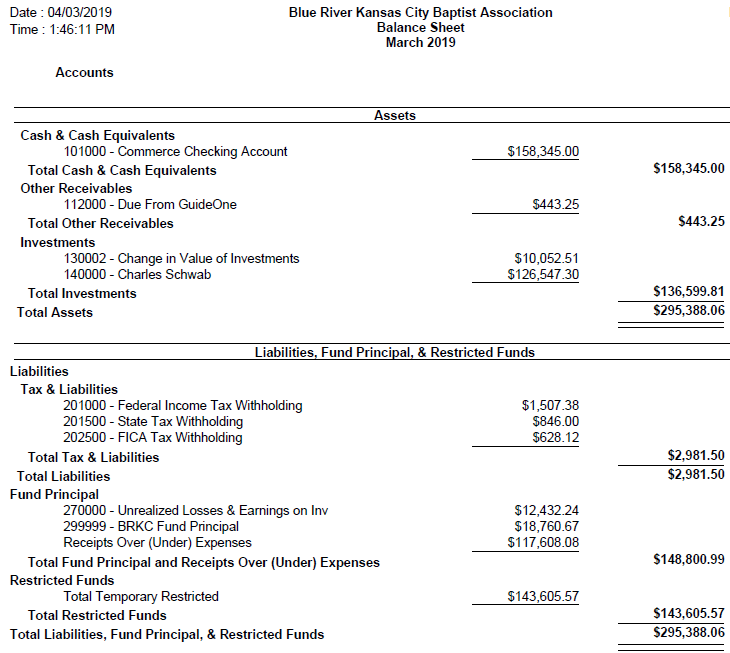 Date : 04/03/2019 Blue River Kansas City Baptist Association
Time : 1:46:11 PM Balance Sheet
March 2019
Accounts
Assets
Cash & Cash Equivalents
101000 - Commerce Checking Account $158,345.00
Total Cash & Cash Equivalents $158,345.00
Other Receivables
112000 - Due From GuideOne $443.25
Total Other Receivables $443.25
Investments
130002 - Change in Value of Investments $10,052.51
140000 - Charles Schwab $126,547.30
Total Investments $136,599.81
Total Assets $295,388.06
Liabilities, Fund Principal, & Restricted Funds
Liabilities
Tax & Liabilities
201000 - Federal Income Tax Withholding $1,507.38
201500 - State Tax Withholding $846.00
202500 - FICA Tax Withholding $628.12
Total Tax & Liabilities $2,981.50
Total Liabilities $2,981.50
Fund Principal
270000 - Unrealized Losses & Earnings on Inv $12,432.24
299999 - BRKC Fund Principal $18,760.67
Receipts Over (Under) Expenses $117,608.08
Total Fund Principal and Receipts Over (Under) Expenses $148,800.99
Restricted Funds
Total Temporary Restricted $143,605.57
Total Restricted Funds $143,605.57
Total Liabilities, Fund Principal, & Restricted Funds $295,388.06